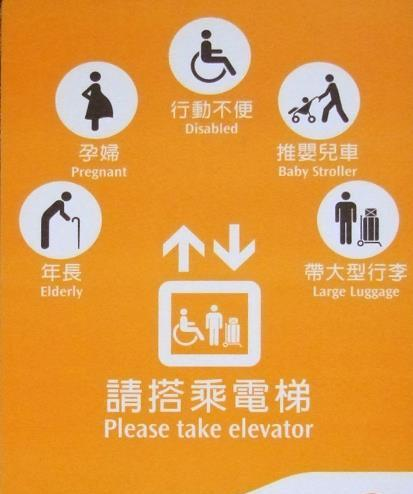 行動不便
Disabled
孕婦
Pregnant
推嬰兒車
Baby Stroller
年長
Elderly
帶大型行李
Large Luggage
請搭乘電梯
Please take elevator